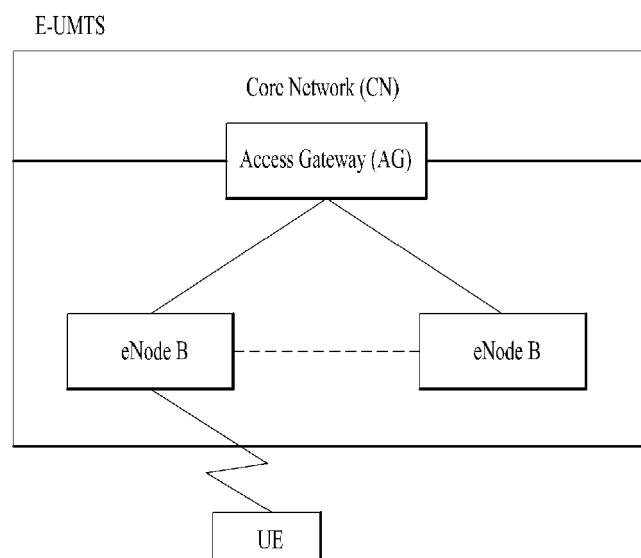 E-UMTS
Core Network (CN)
Access Gateway (AG)
eNode B
eNode B
UE